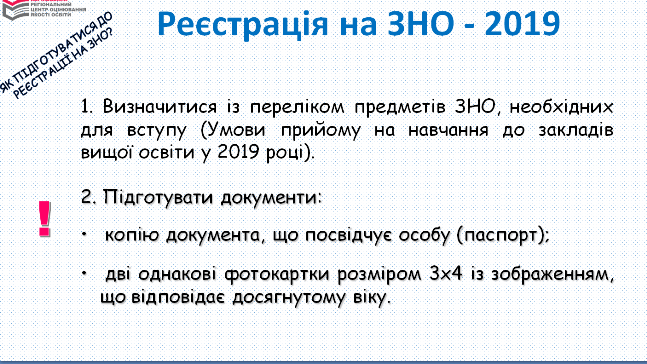 РЕГІОНАЛЬНИЙ
ЦЕНТР ОЦІНЮВАННЯ
ЯКОСТІ ОСВІТИ
Реєстрація на ЗНО - 2019
ЯК ПІДГОТУВАТИСЯ ДО
РЕЄСТРАЦІЇ НА ЗНО?
1. Визначитися із переліком предметів ЗНО, необхідних
для вступу (Умови прийому на навчання до закладів
вищої освіти у 2019 році).
2. Підготувати документи:
!
• копію документа, що посвідчує особу (паспорт);
• дві однакові фотокартки розміром 3х4 із зображенням,
що відповідає досягнутому віку.